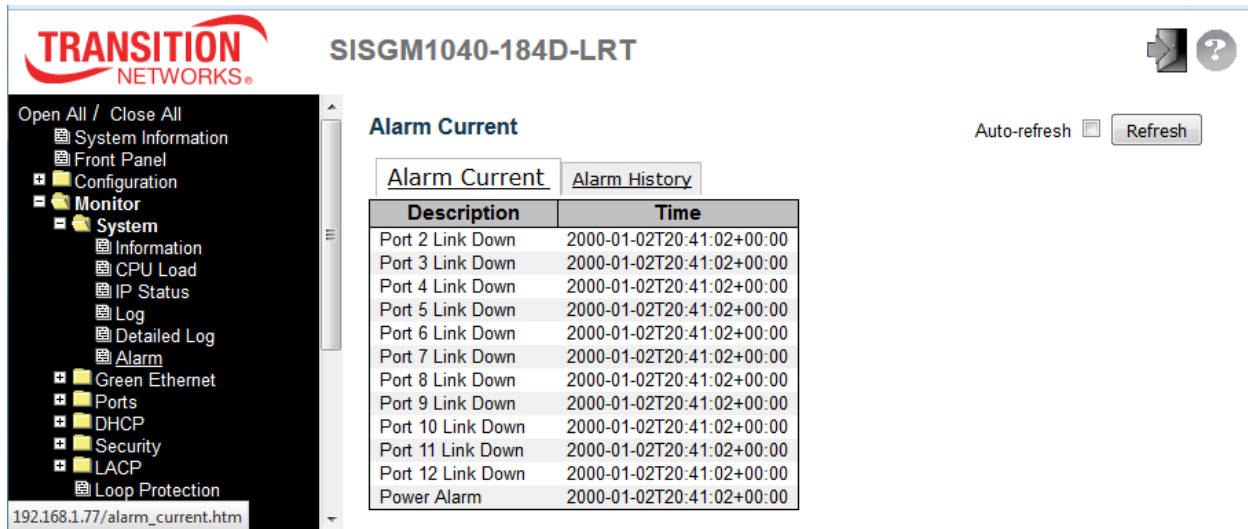 TRANSITION
NETWORKS®
SISGM1040-184D-LRT
?
Open All / Close All
System Information
Front Panel
Configuration
Monitor
System
Information
CPU Load
IP Status
Log
Detailed Log
Alarm
Green Ethernet
Ports
DHCP
Security
LACP
Loop Protection
192.168.1.77/alarm_current.htm
Alarm Current
Auto-refresh Refresh
Alarm Current Alarm History
Description Time
Port 2 Link Down 2000-01-02T20:41:02+00:00
Port 3 Link Down 2000-01-02T20:41:02+00:00
Port 4 Link Down 2000-01-02T20:41:02+00:00
Port 5 Link Down 2000-01-02T20:41:02+00:00
Port 6 Link Down 2000-01-02T20:41:02+00:00
Port 7 Link Down 2000-01-02T20:41:02+00:00
Port 8 Link Down 2000-01-02T20:41:02+00:00
Port 9 Link Down 2000-01-02T20:41:02+00:00
Port 10 Link Down 2000-01-02T20:41:02+00:00
Port 11 Link Down 2000-01-02T20:41:02+00:00
Port 12 Link Down 2000-01-02T20:41:02+00:00
Power Alarm 2000-01-02T20:41:02+00:00